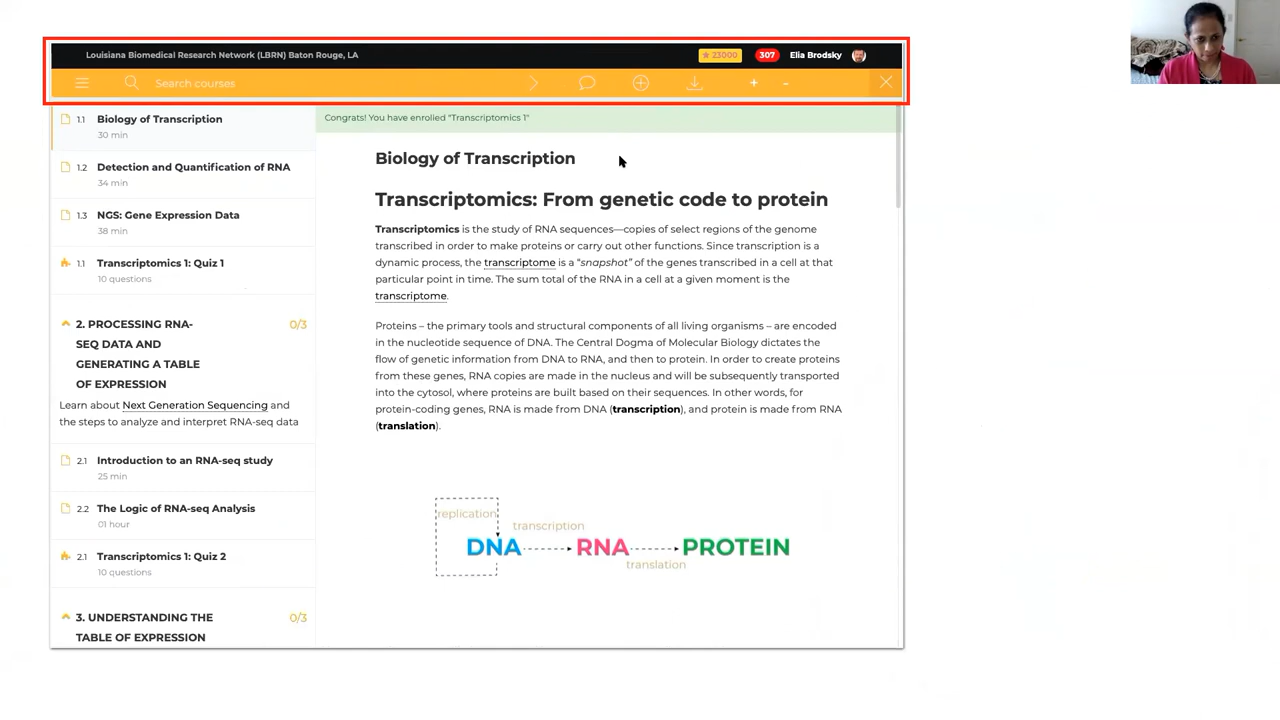 Louisiana Biomedical Research Network (LBRN) Baton Rouge, LA
★ 23000
307
Elia Brodsky
Search courses
+
-
1.1 Biology of Transcription
30 min
1.2 Detection and Quantification of RNA
34 min
1.3 NGS: Gene Expression Data
38 min
1.1 Transcriptomics 1: Quiz 1
10 questions
2. PROCESSING RNA-
SEQ DATA AND
GENERATING A TABLE
OF EXPRESSION
0/3
Learn about Next Generation Sequencing and
the steps to analyze and interpret RNA-seq data
2.1 Introduction to an RNA-seq study
25 min
2.2 The Logic of RNA-seq Analysis
01 hour
2.1 Transcriptomics 1: Quiz 2
10 questions
3. UNDERSTANDING THE
TABLE OF EXPRESSION
0/3
Congrats! You have enrolled "Transcriptomics 1"
Biology of Transcription
Transcriptomics: From genetic code to protein
Transcriptomics is the study of RNA sequences—copies of select regions of the genome
transcribed in order to make proteins or carry out other functions. Since transcription is a
dynamic process, the transcriptome is a “snapshot” of the genes transcribed in a cell at that
particular point in time. The sum total of the RNA in a cell at a given moment is the
transcriptome.
Proteins – the primary tools and structural components of all living organisms – are encoded
in the nucleotide sequence of DNA. The Central Dogma of Molecular Biology dictates the
flow of genetic information from DNA to RNA, and then to protein. In order to create proteins
from these genes, RNA copies are made in the nucleus and will be subsequently transported
into the cytosol, where proteins are built based on their sequences. In other words, for
protein-coding genes, RNA is made from DNA (transcription), and protein is made from RNA
(translation).
replication
transcription
DNA
RNA
PROTEIN
translation